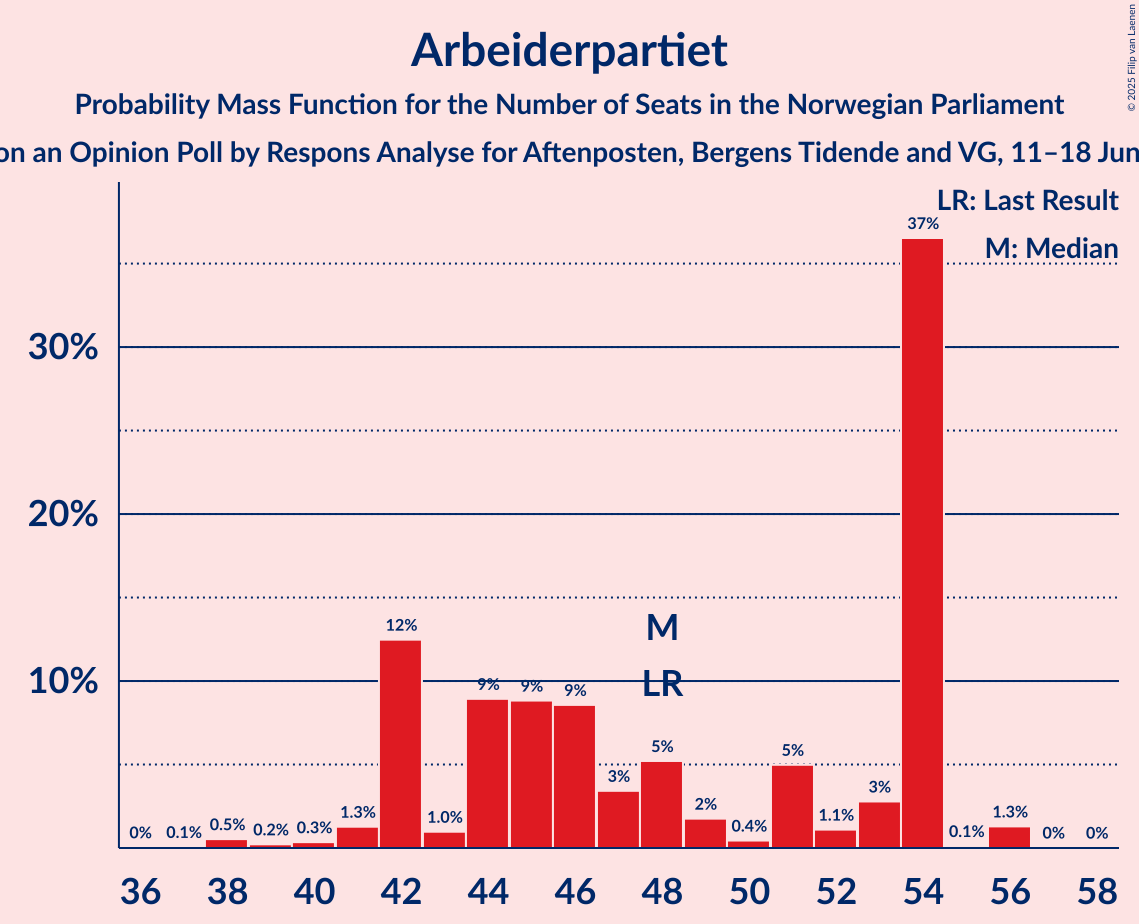 Arbeiderpartiet
Probability Mass Function for the Number of Seats in the Norwegian Parliament
on an Opinion Poll by Respons Analyse for Aftenposten, Bergens Tidende and VG, 11–18 Jun
© 2025 Filip van Laenen
LR: Last Result
M: Median
30%
20%
10%
0%
0.1%
0.5%
0.2%
0.3%
1.3%
12%
1.0%
9%
9%
9%
3%
5%
2%
0.4%
5%
1.1%
3%
37%
0.1%
1.3%
0%
0%
M
LR
36 38 40 42 44 46 48 50 52 54 56 58